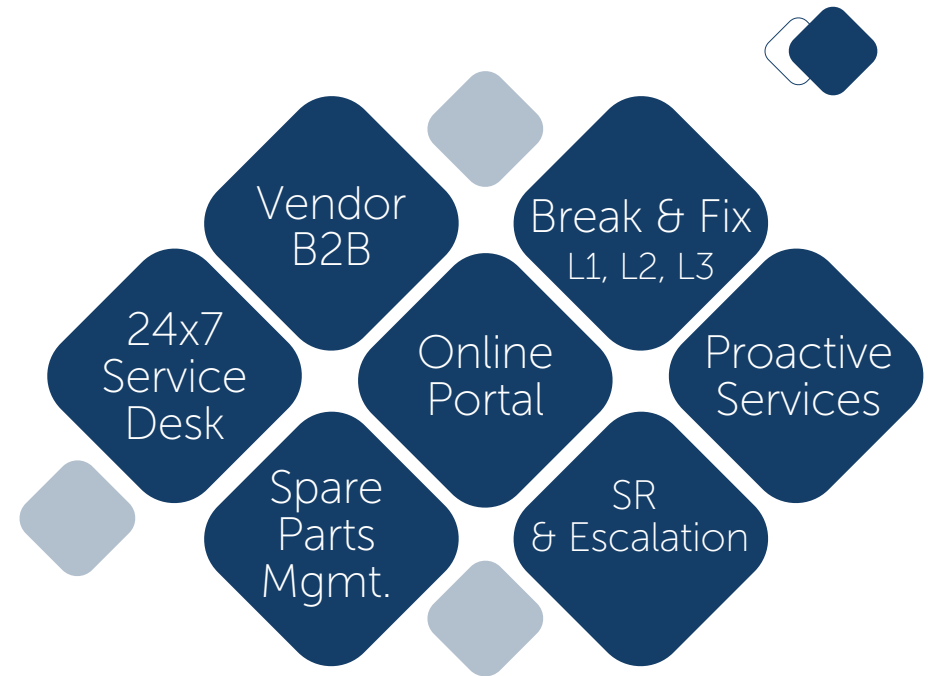 Vendor
B2B
Break & Fix
L1, L2, L3
24x7
Service
Desk
Online
Portal
Proactive
Services
Spare
Parts
Mgmt.
SR
& Escalation